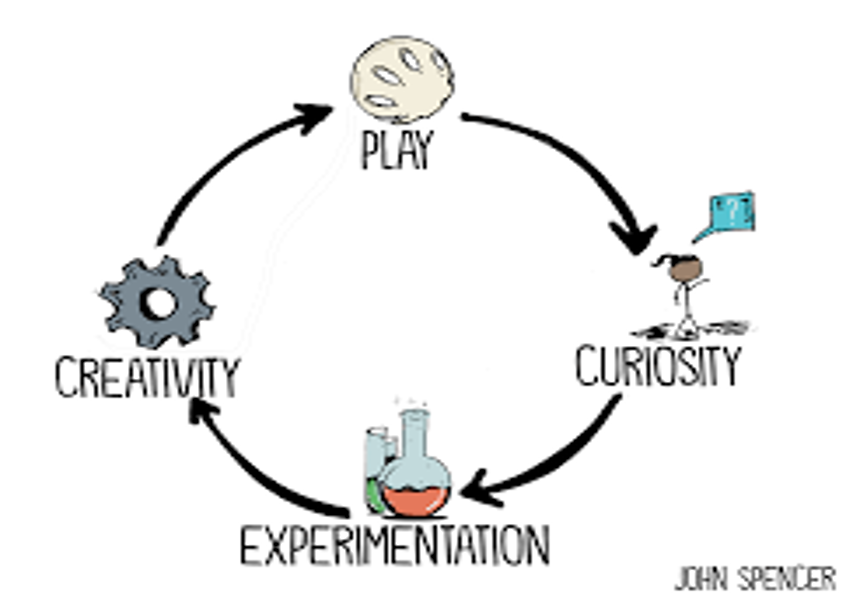 PLAY
?
CURIOSITY
CREATIVITY
EXPERIMENTATION
JOHN SPENCER